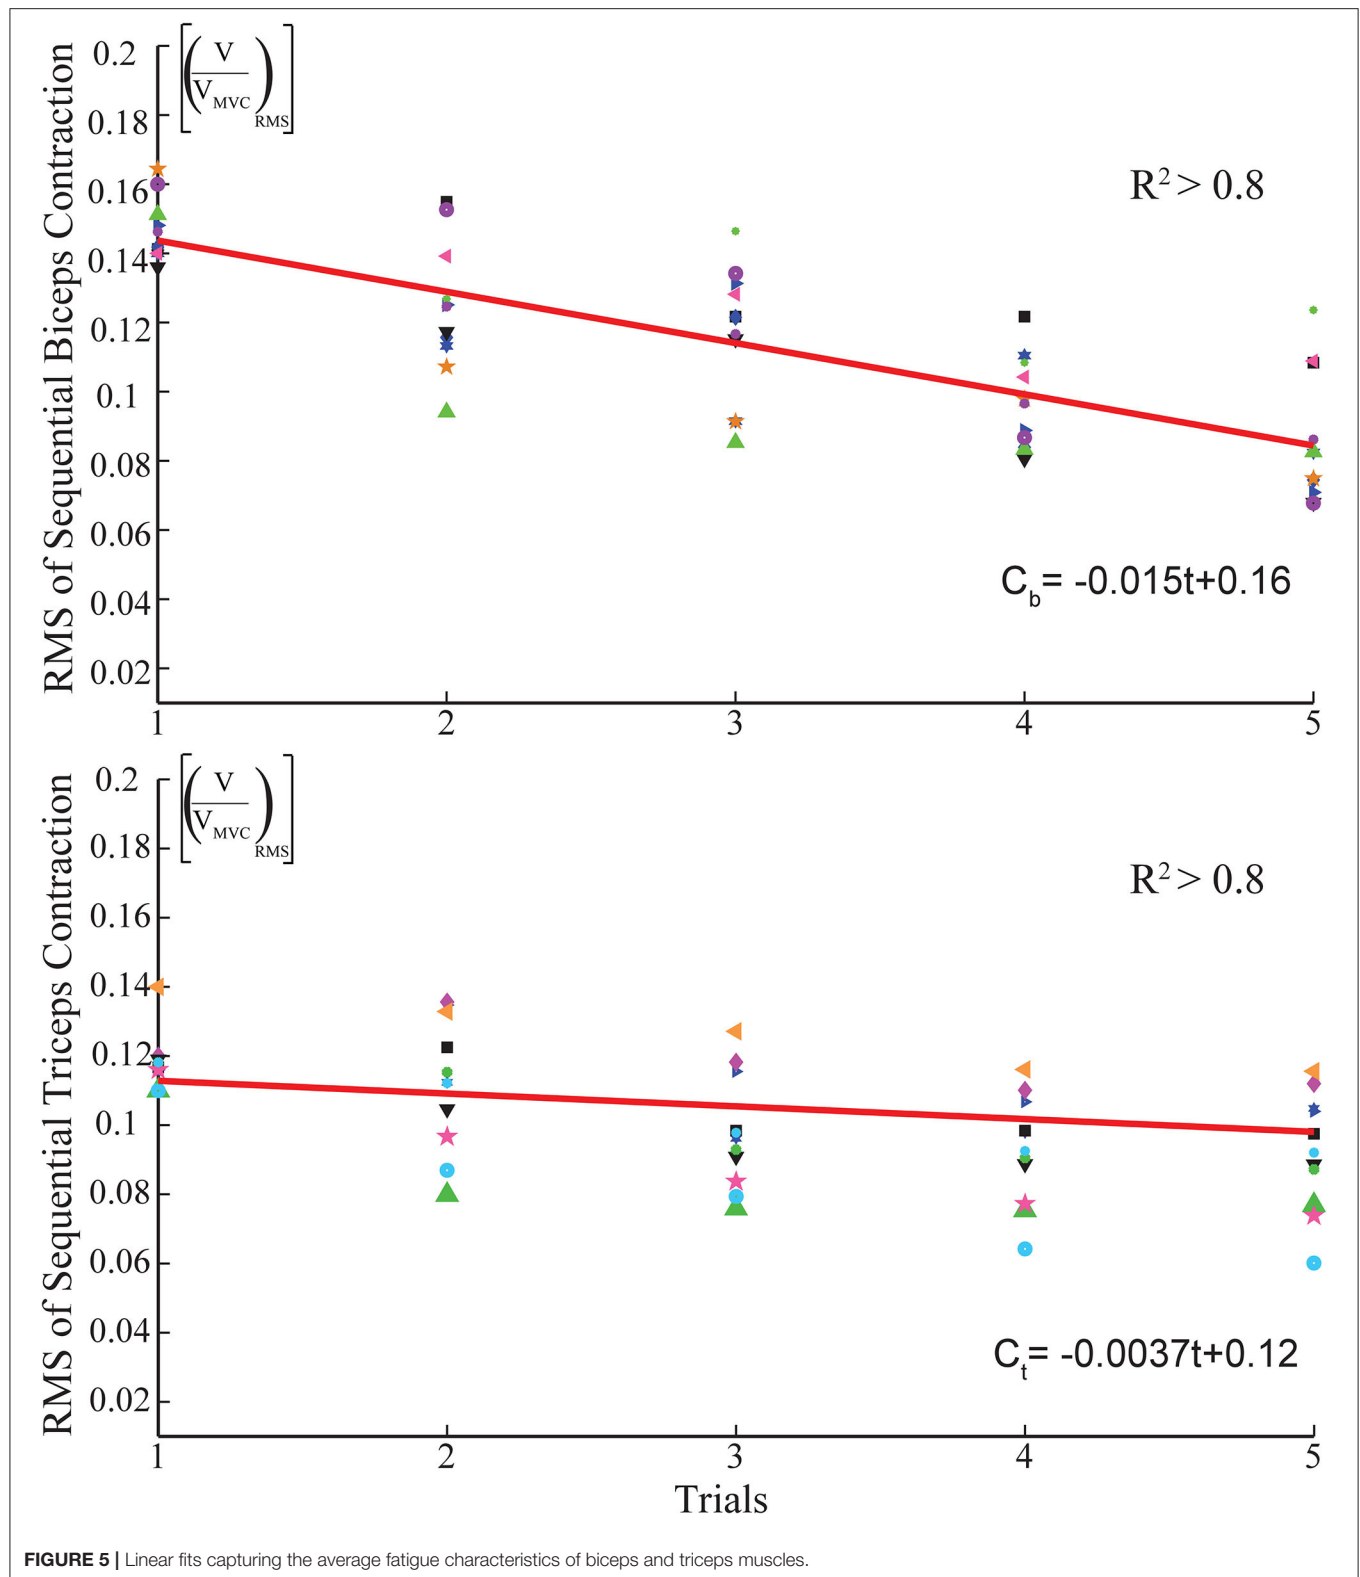 RMS of Sequential Biceps Contraction
[(V/V_MVC)_RMS]
0.2
0.18
0.16
0.14
0.12
0.1
0.08
0.06
0.04
0.02
R² > 0.8
C_b = -0.015t+0.16
1 2 3 4 5
RMS of Sequential Triceps Contraction
[(V/V_MVC)_RMS]
0.2
0.18
0.16
0.14
0.12
0.1
0.08
0.06
0.04
0.02
R² > 0.8
C_t = -0.0037t+0.12
1 2 3 4 5
Trials
FIGURE 5 | Linear fits capturing the average fatigue characteristics of biceps and triceps muscles.